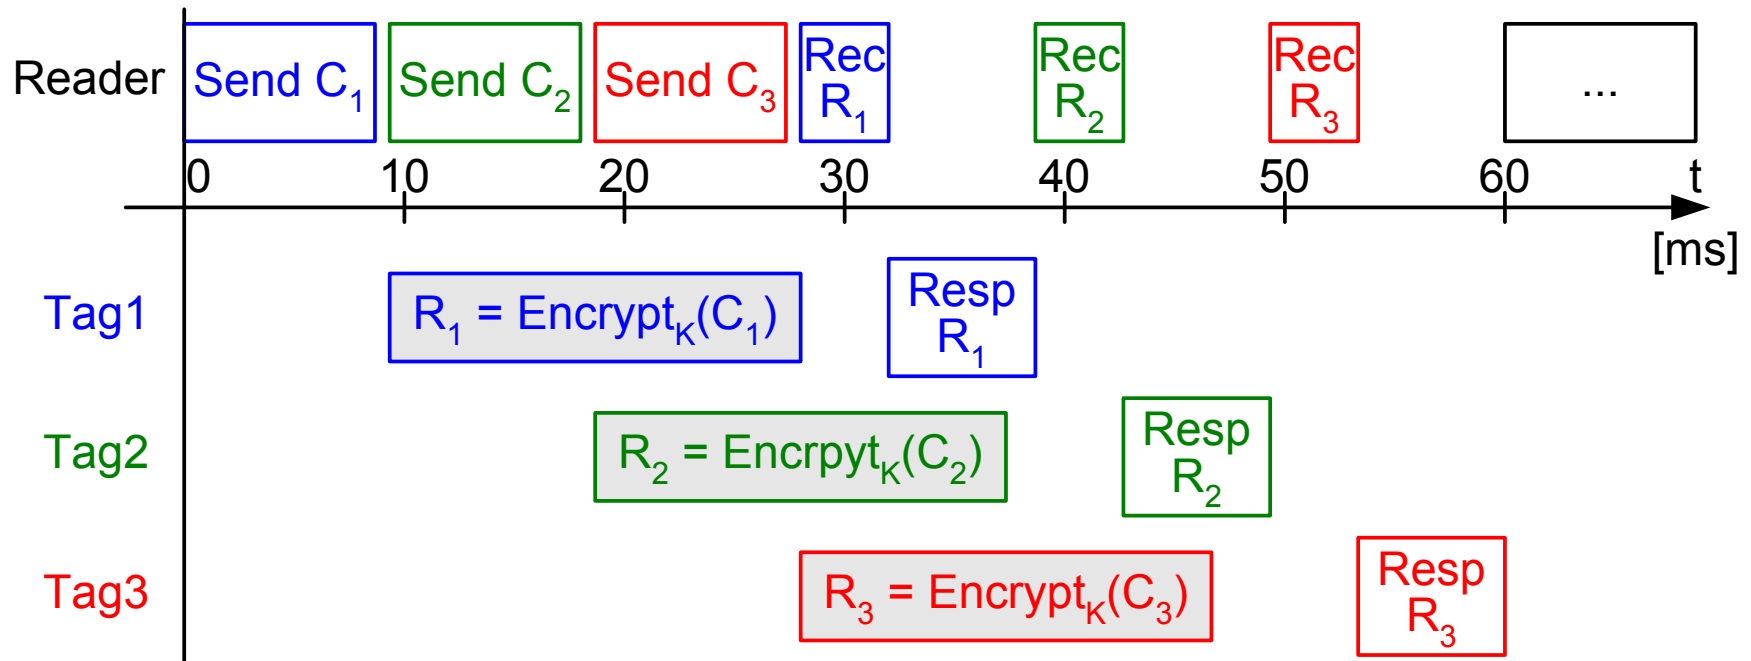 Reader
Send C₁
Send C₂
Send C₃
Rec
R₁
Rec
R₂
Rec
R₃
...
0
10
20
30
40
50
60
t
[ms]
Tag1
R₁ = Encryptₖ(C₁)
Resp
R₁
Tag2
R₂ = Encrpytₖ(C₂)
Resp
R₂
Tag3
R₃ = Encryptₖ(C₃)
Resp
R₃